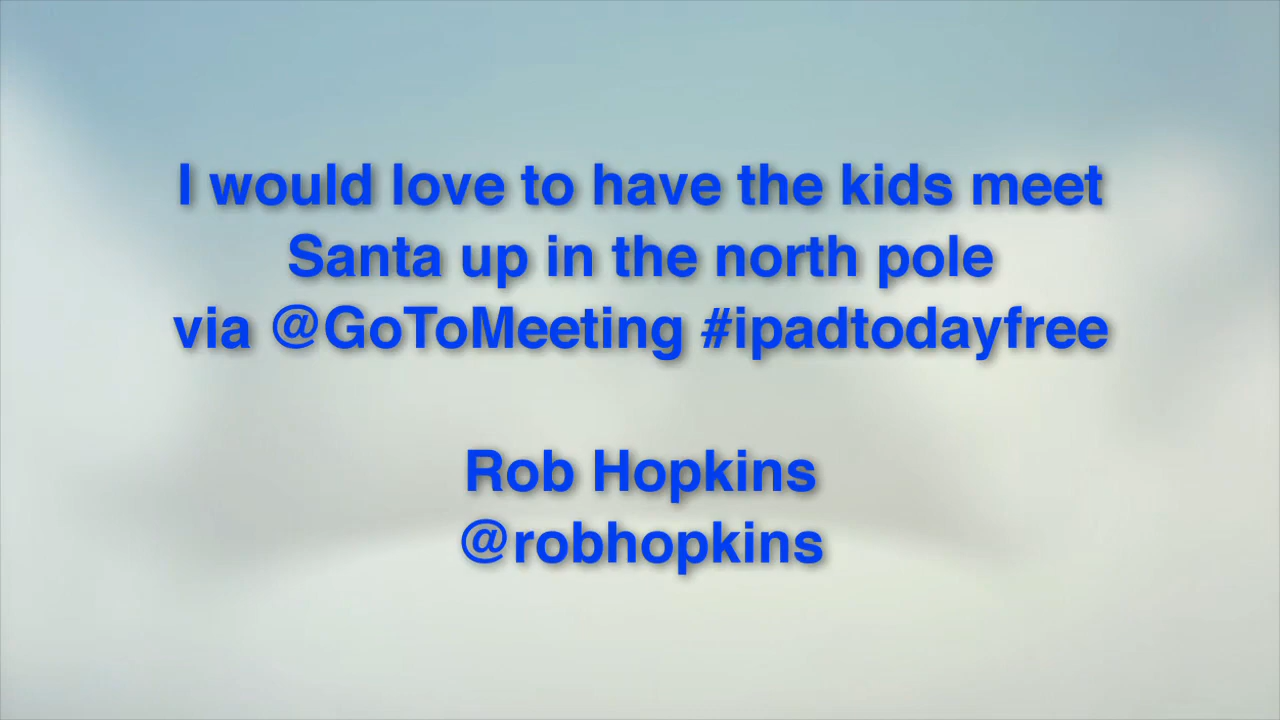 I would love to have the kids meet
Santa up in the north pole
via @GoToMeeting #ipadtodayfree
Rob Hopkins
@robhopkins